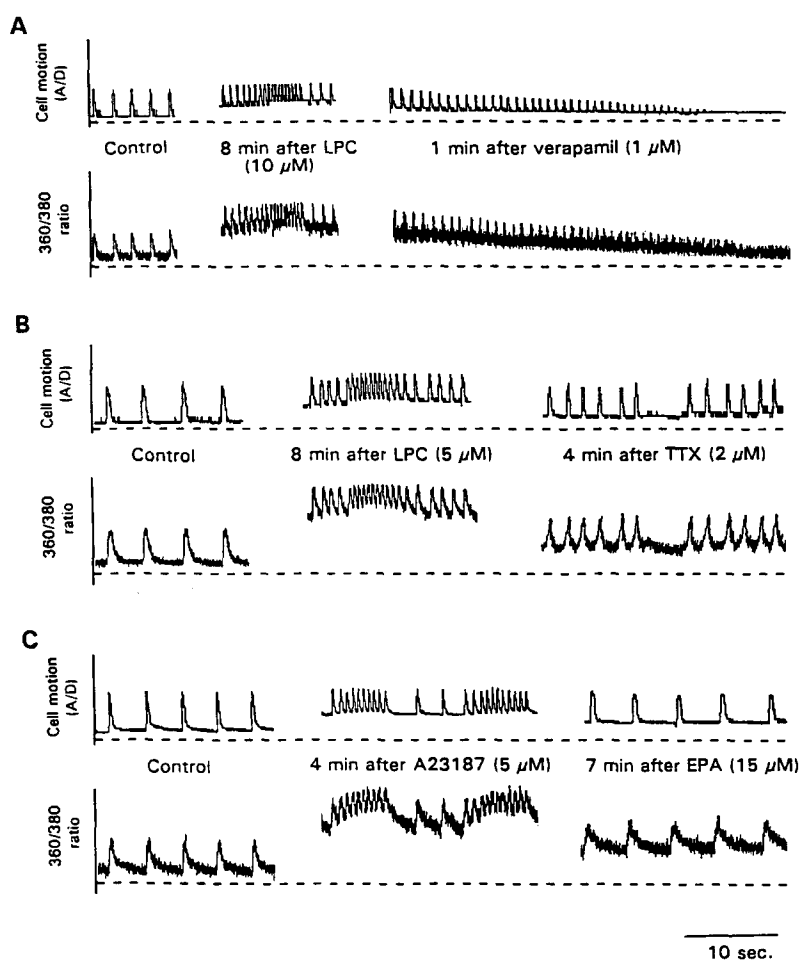 A
Cell motion
(A/D)
Control
8 min after LPC
(10 μM)
1 min after verapamil (1 μM)
360/380
ratio
B
Cell motion
(A/D)
Control
8 min after LPC (5 μM)
4 min after TTX (2 μM)
360/380
ratio
C
Cell motion
(A/D)
Control
4 min after A23187 (5 μM)
7 min after EPA (15 μM)
360/380
ratio
10 sec.